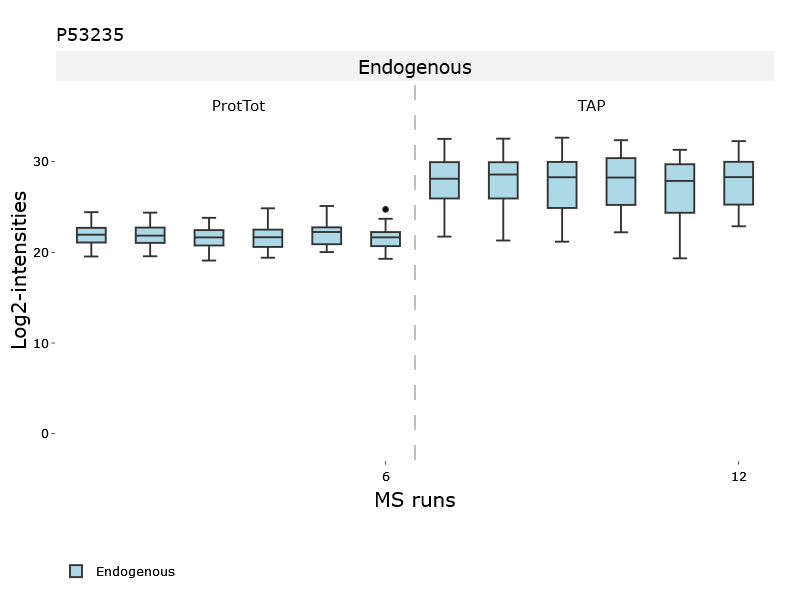 P53235
Endogenous
ProtTot
TAP
30
20
10
0
Log2-intensities
6
12
MS runs
Endogenous